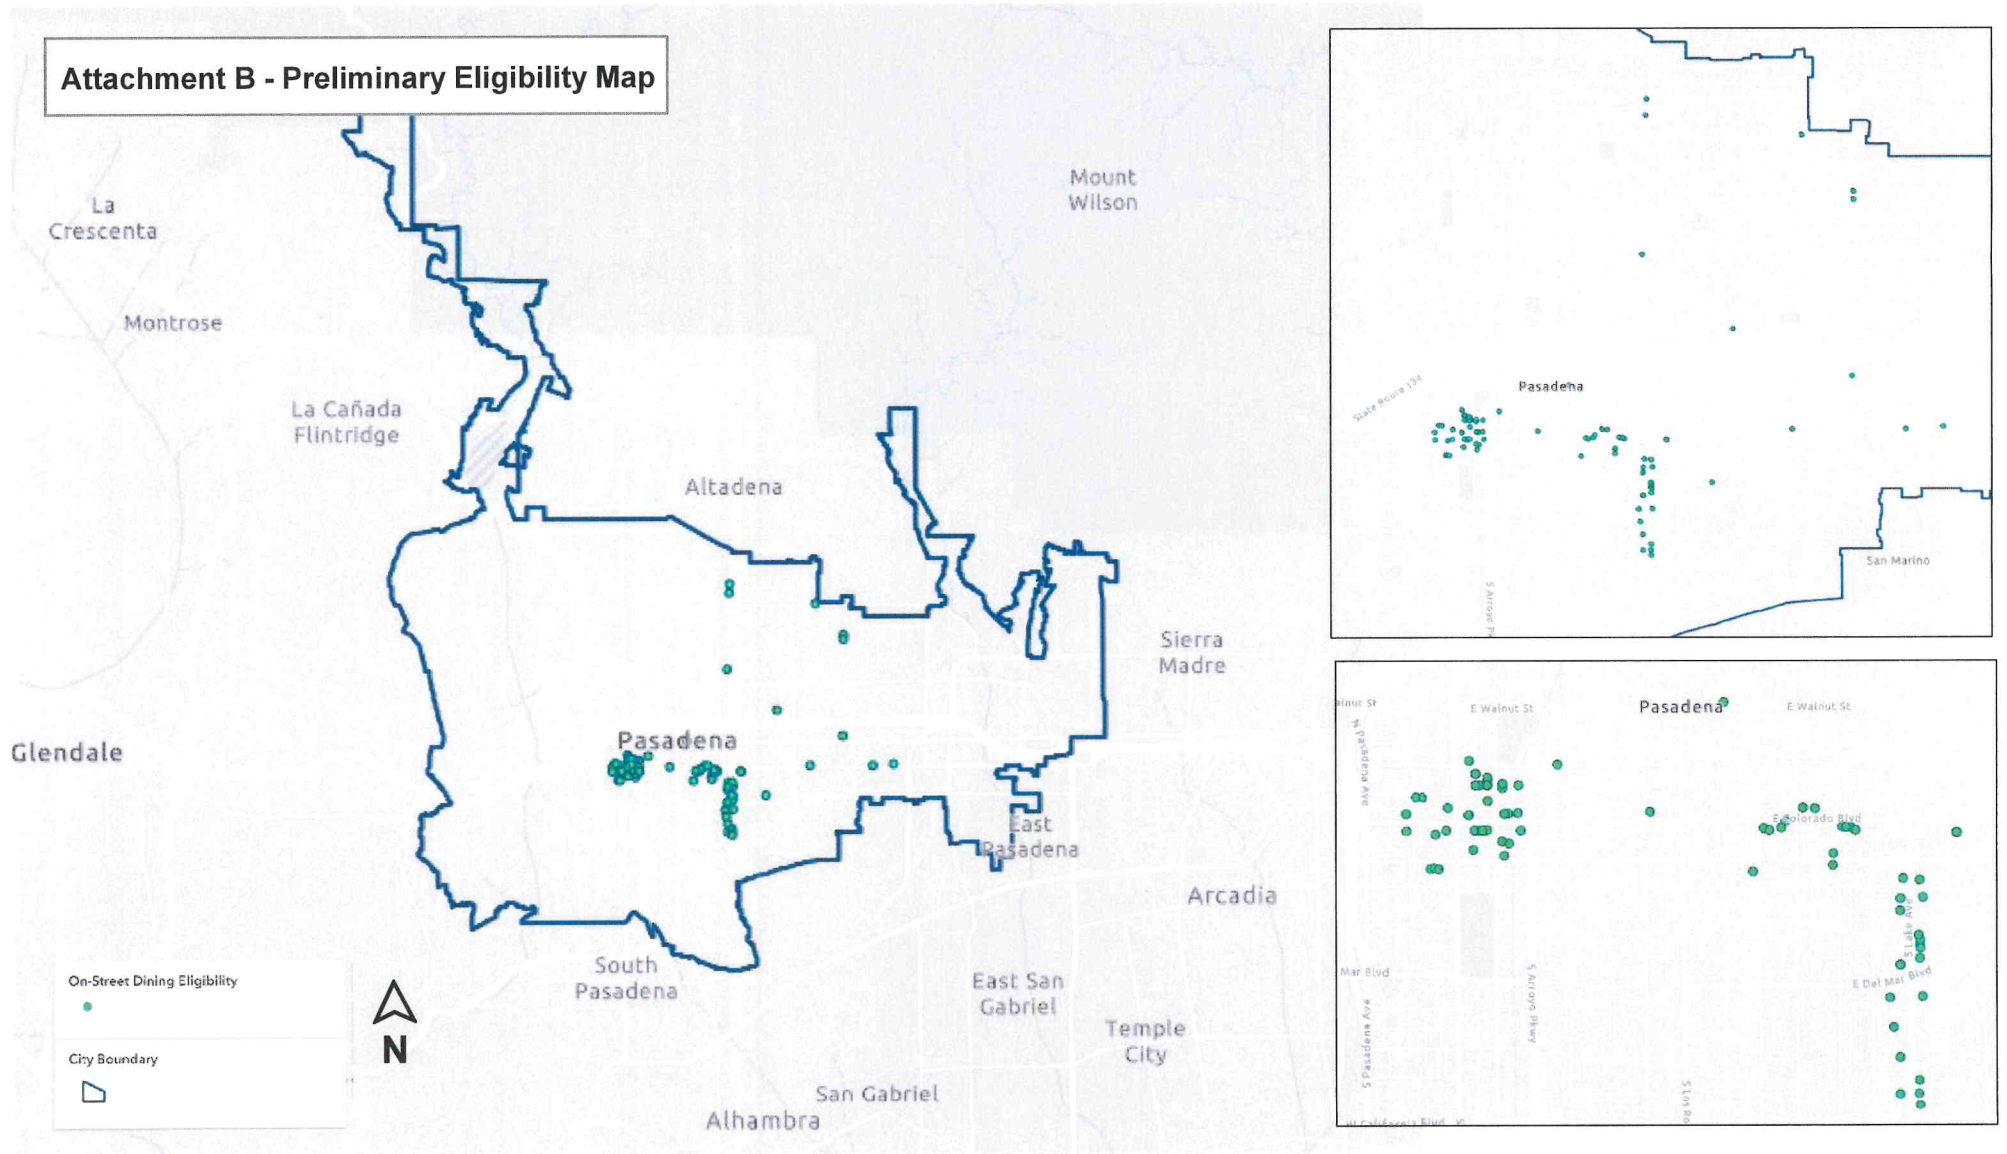 Attachment B - Preliminary Eligibility Map
La
Crescenta
Montrose
La Cañada
Flintridge
Mount
Wilson
Altadena
Sierra
Madre
Glendale
Pasadena
East
Pasadena
Arcadia
South
Pasadena
East San
Gabriel
Temple
City
San Gabriel
Alhambra
On-Street Dining Eligibility
City Boundary
N
State Route 134
Pasadena
San Marino
S Arroyo
E Walnut St
Pasadena
E Walnut St
N Pasadena Ave
E Colorado Blvd
S Lake Ave
E Del Mar Blvd
Mar Blvd
S Pasadena Ave
S Arroyo Pkwy
W California Blvd